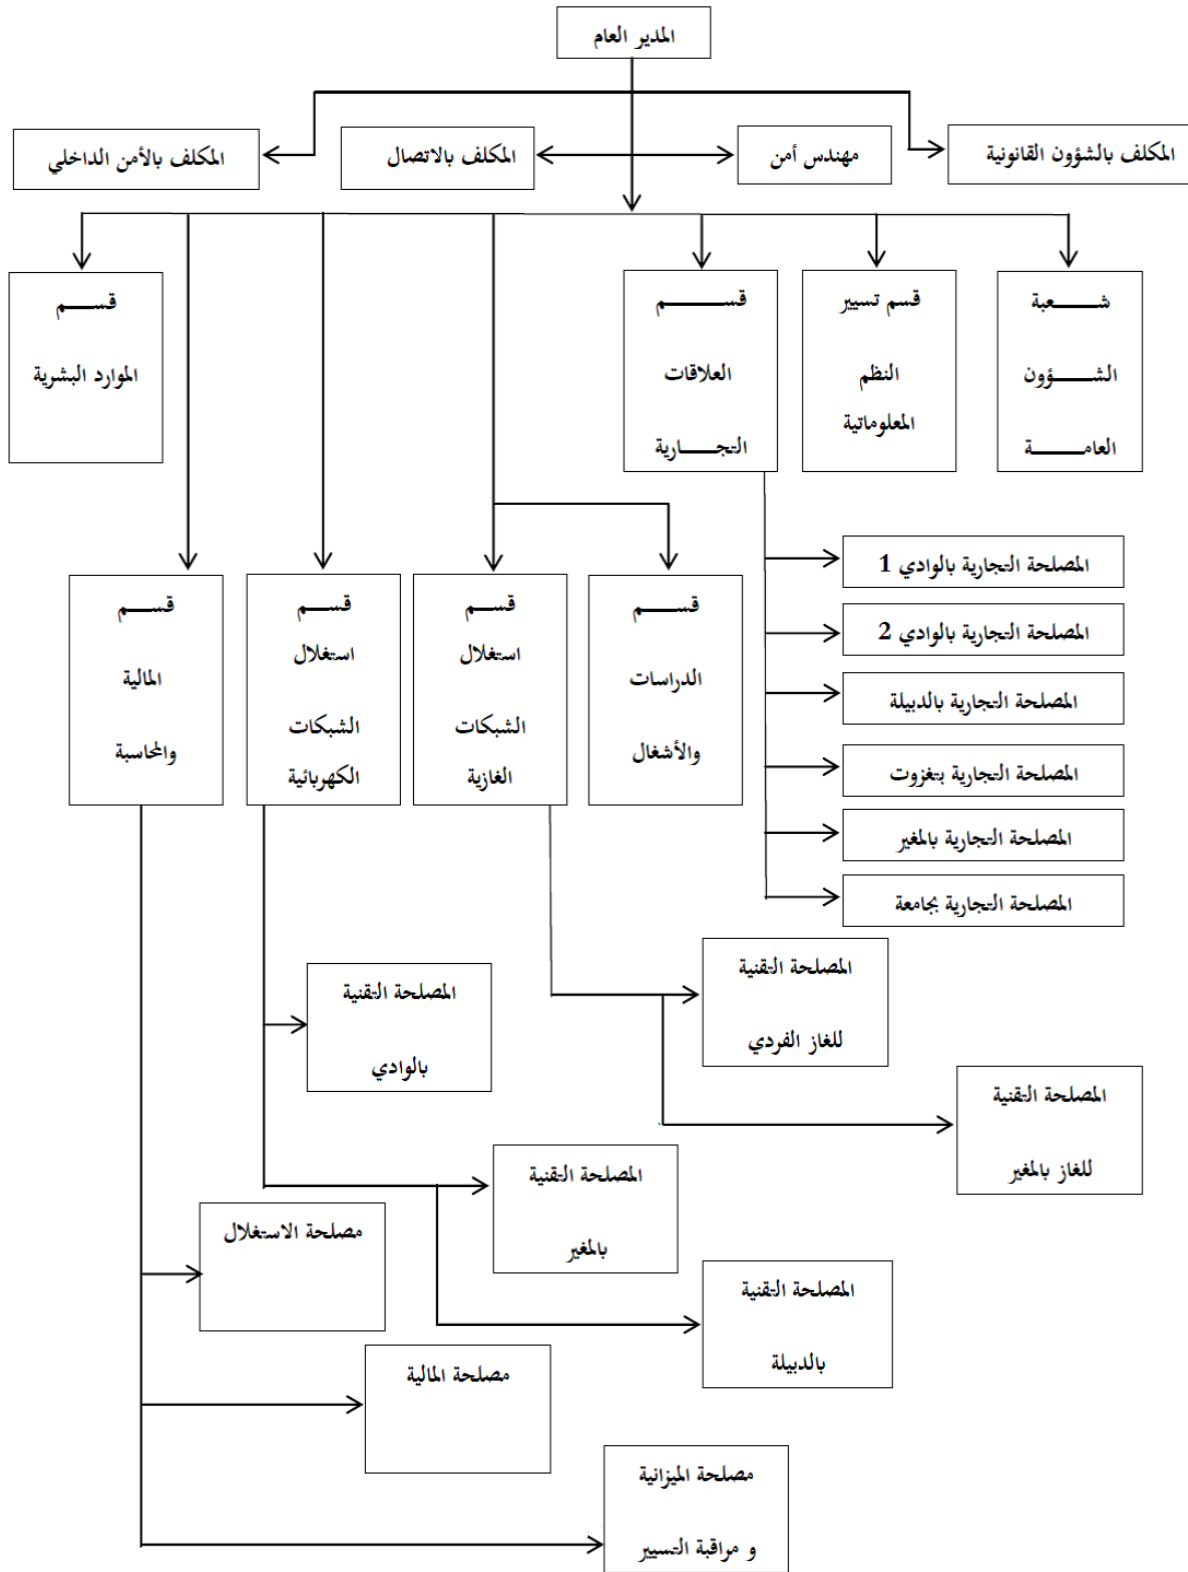 المدير العام
المكلف بالشؤون القانونية
مهندس أمن
المكلف بالاتصال
المكلف بالأمن الداخلي
شعبة
الشؤون
العامة
قسم تسيير
النظم
المعلوماتية
قسم
العلاقات
التجارية
قسم
الموارد البشرية
المصلحة التجارية بالوادي 1
المصلحة التجارية بالوادي 2
المصلحة التجارية بالدبيلة
المصلحة التجارية بتغزوت
المصلحة التجارية بالمغير
المصلحة التجارية بجامعة
قسم
الدراسات
والأشغال
قسم
استغلال
الشبكات
الغازية
قسم
استغلال
الشبكات
الكهربائية
قسم
المالية
والمحاسبة
المصلحة التقنية
للغاز الفردي
المصلحة التقنية
للغاز بالمغير
المصلحة التقنية
بالوادي
المصلحة التقنية
بالمغير
المصلحة التقنية
بالدبيلة
مصلحة الاستغلال
مصلحة المالية
مصلحة الميزانية
و مراقبة التسيير